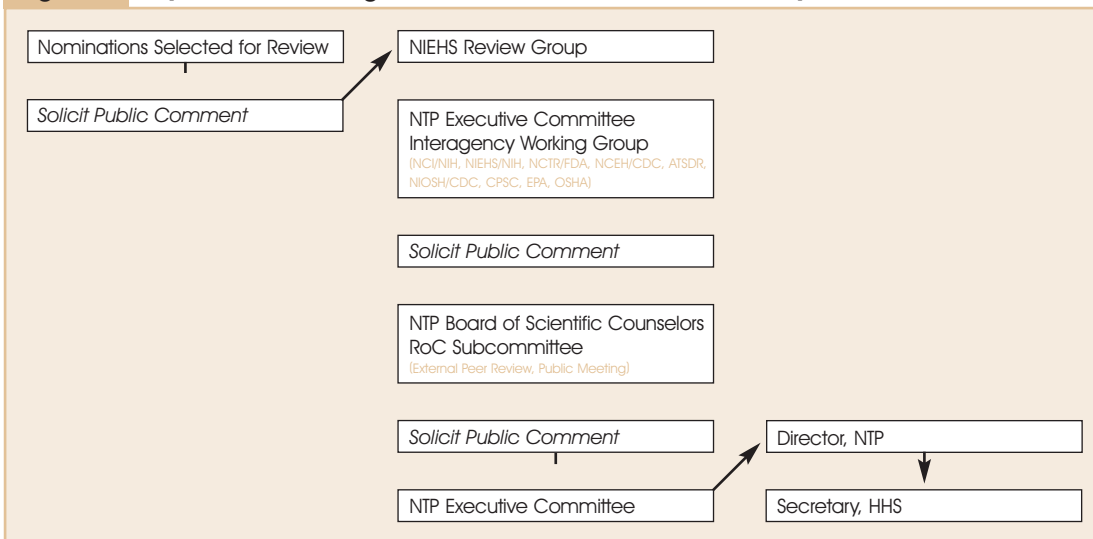 Nominations Selected for Review
Solicit Public Comment
NIEHS Review Group
NTP Executive Committee
Interagency Working Group
(NCI/NIH, NIEHS/NIH, NCTR/FDA, NCEH/CDC, ATSDR,
NIOSH/CDC, CPSC, EPA, OSHA)
Solicit Public Comment
NTP Board of Scientific Counselors
RoC Subcommittee
(External Peer Review, Public Meeting)
Solicit Public Comment
NTP Executive Committee
Director, NTP
Secretary, HHS